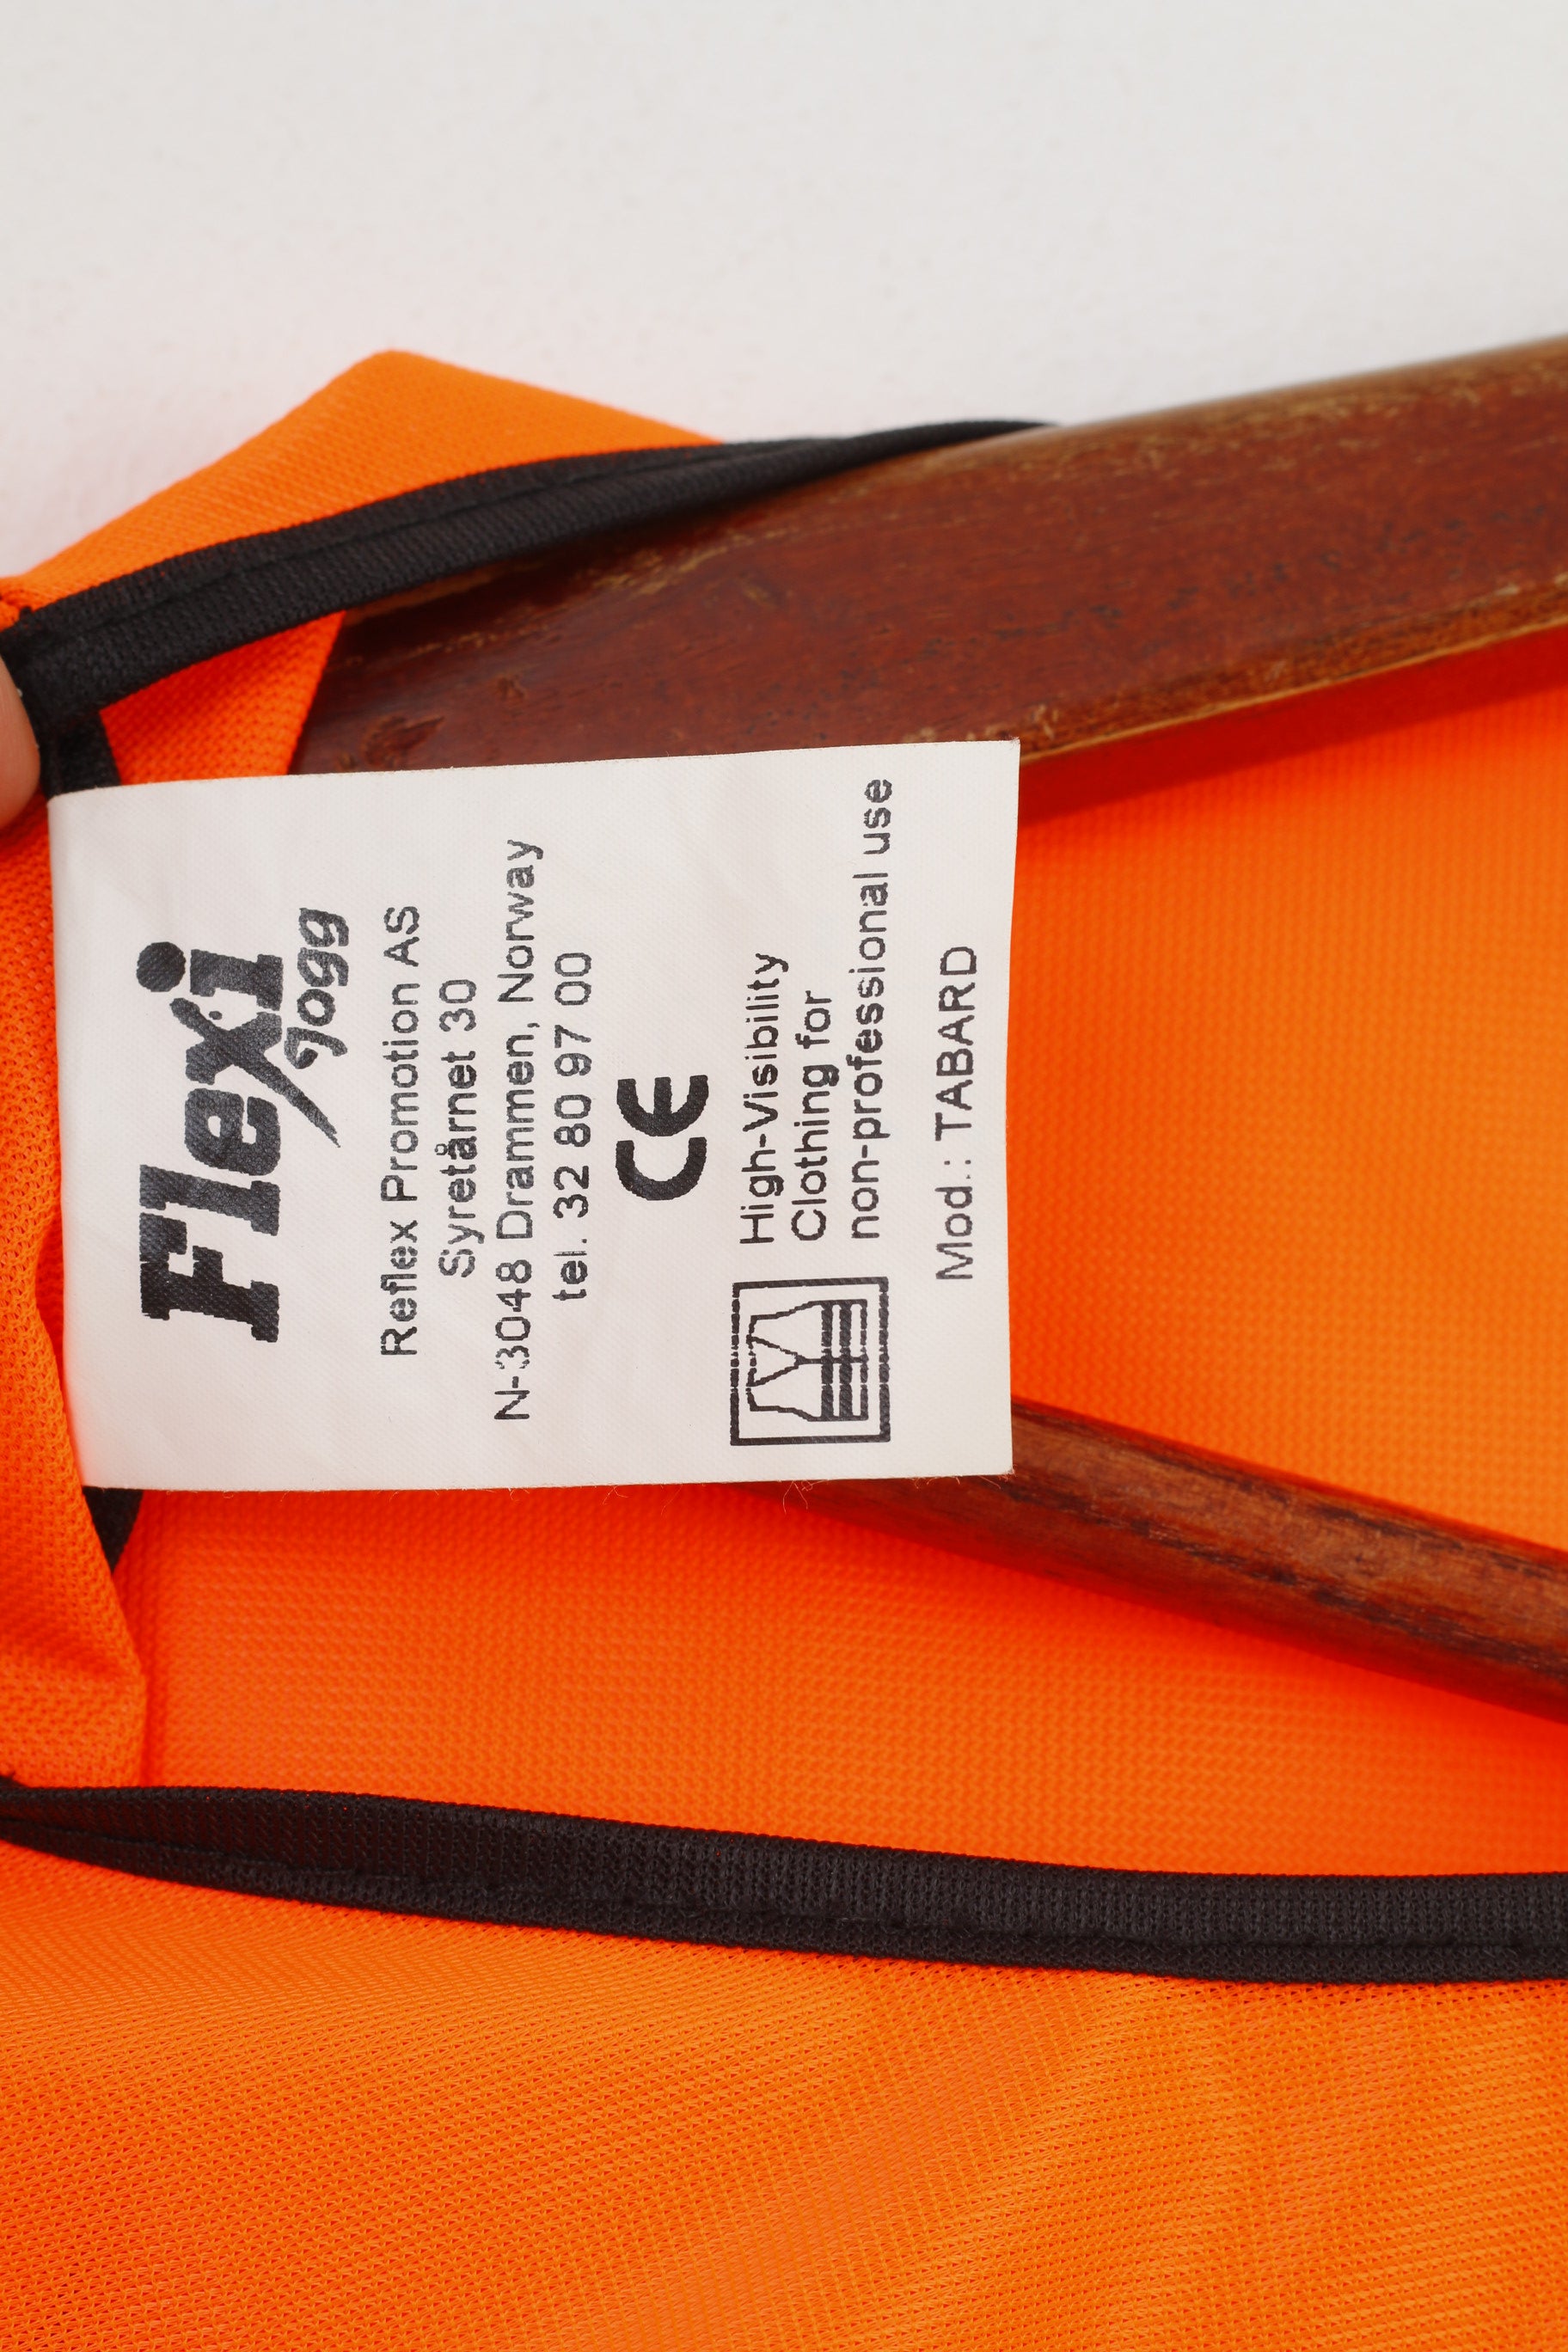 Flexi
jogg
Reflex Promotion AS
Syretårnet 30
N-3048 Drammen, Norway
tel. 32 80 97 00
CE
High-Visibility
Clothing for
non-professional use
Mod.: TABARD